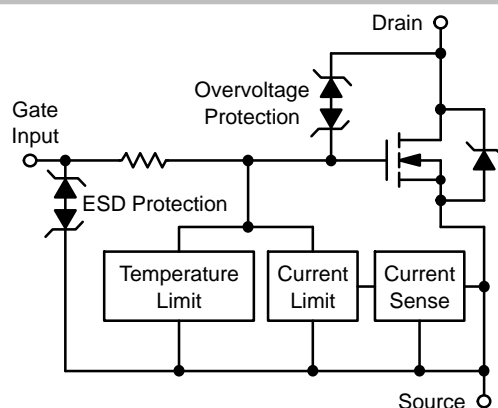 Drain
Overvoltage
Protection
Gate
Input
ESD Protection
Temperature
Limit
Current
Limit
Current
Sense
Source